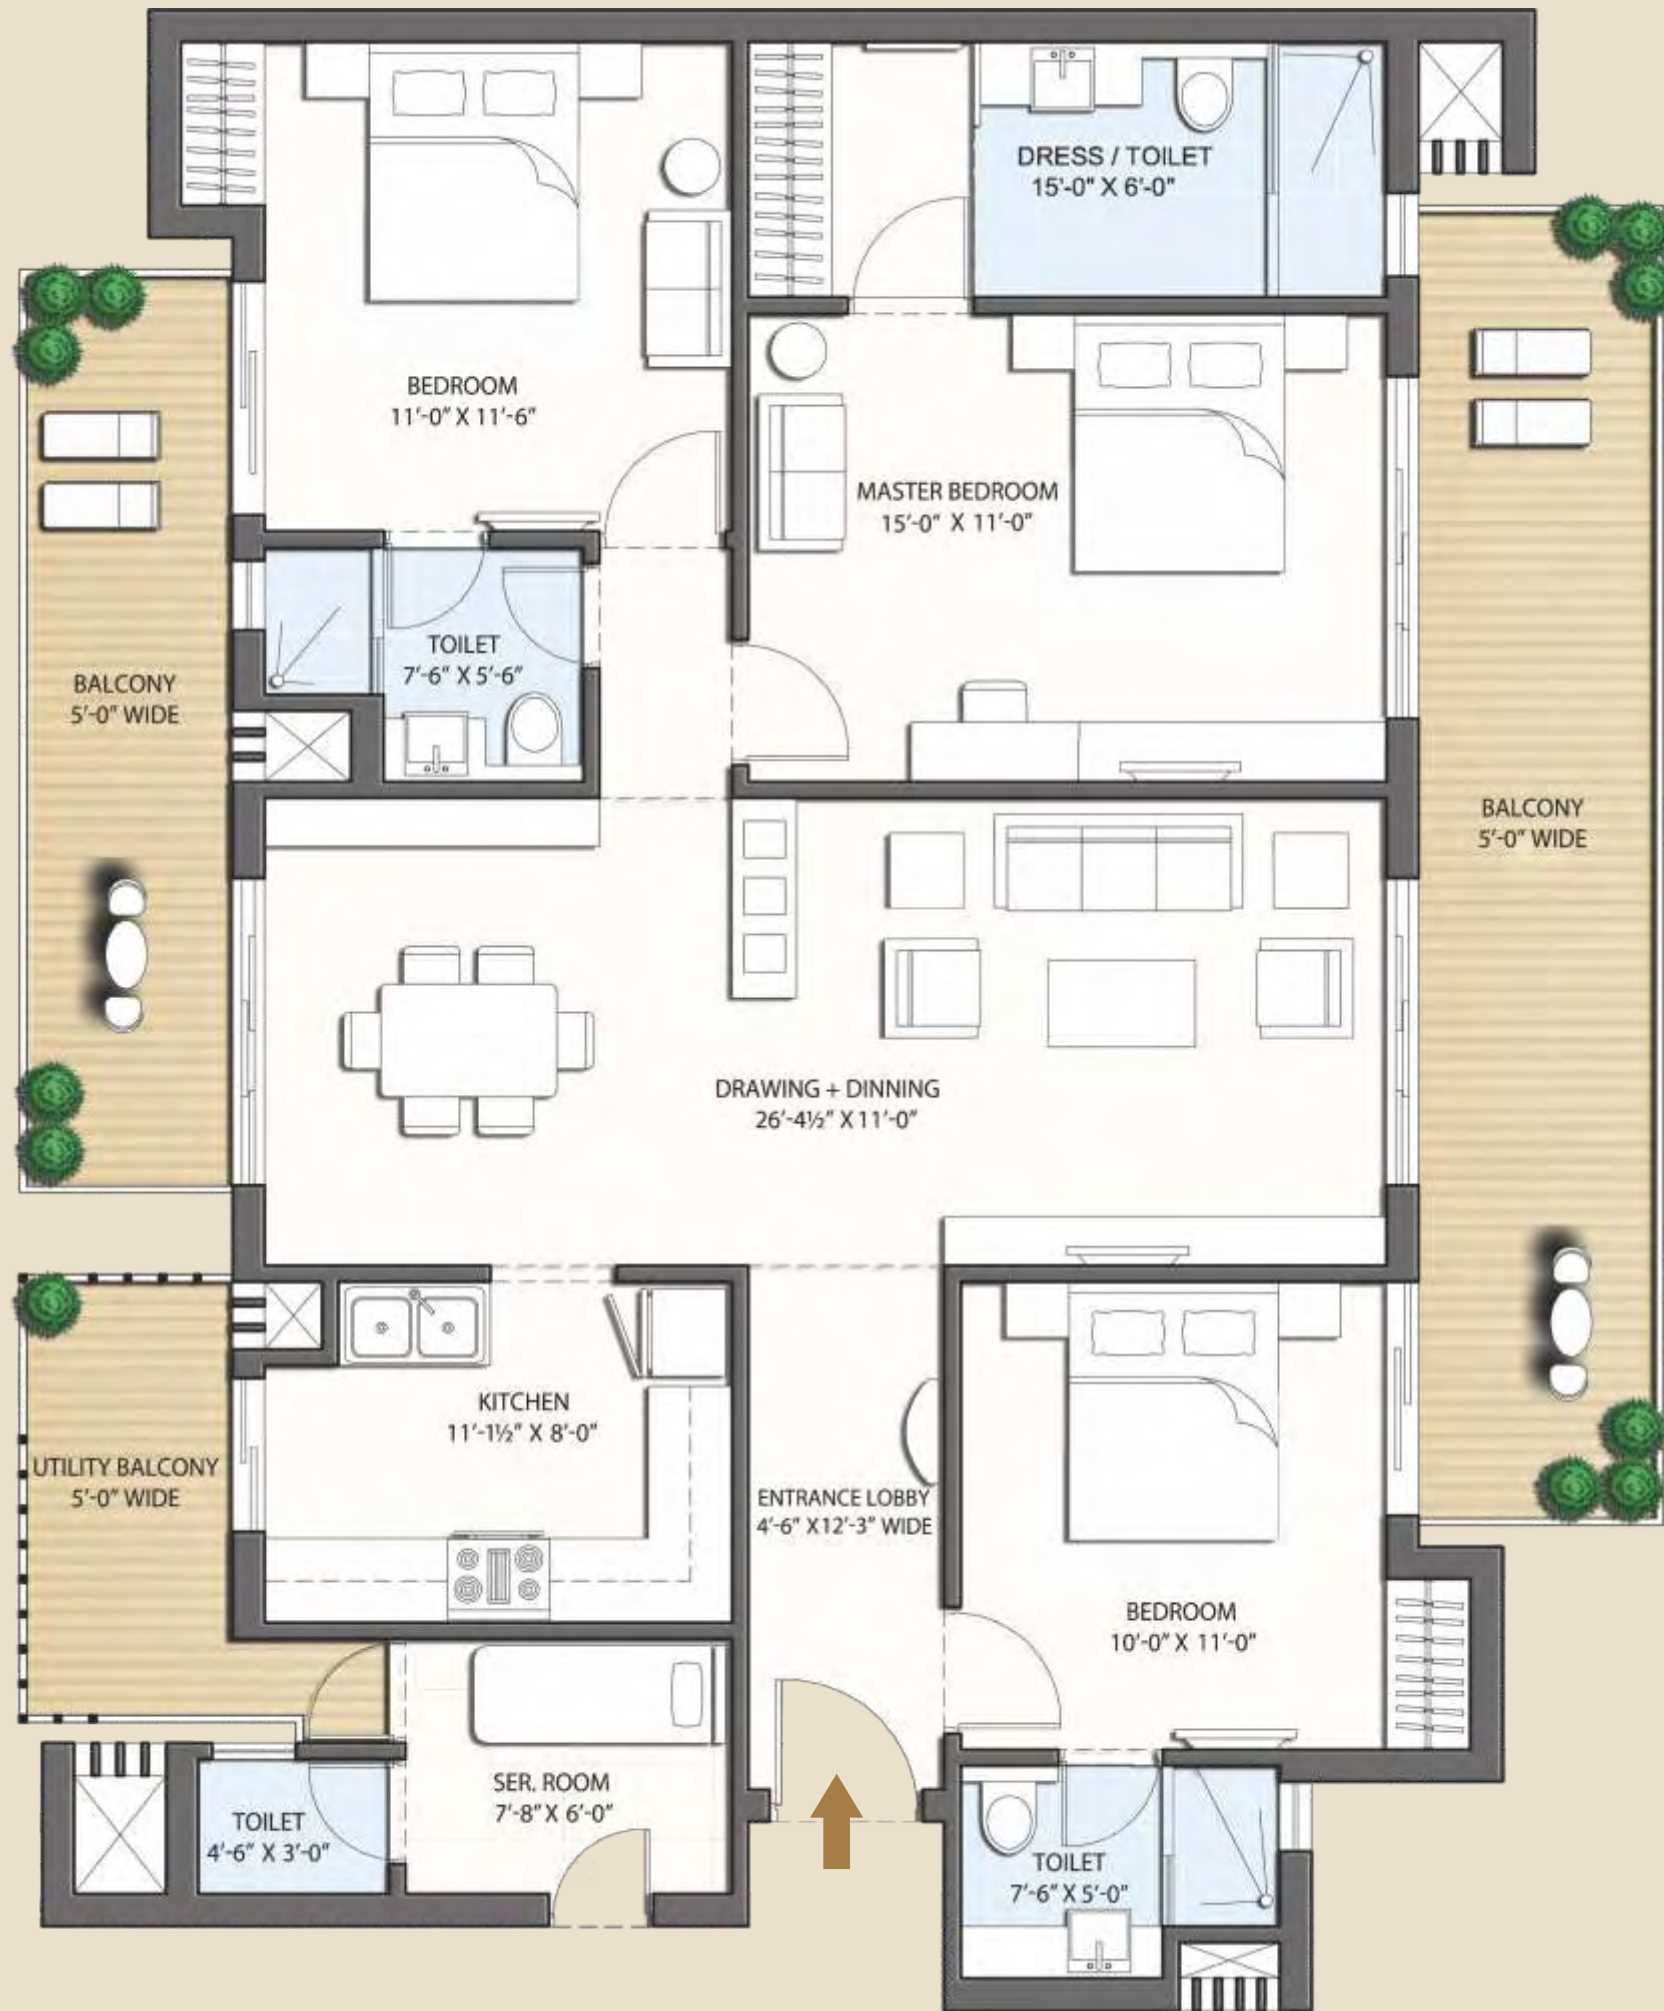 DRESS / TOILET
15'-0" X 6'-0"
BEDROOM
11'-0" X 11'-6"
MASTER BEDROOM
15'-0" X 11'-0"
TOILET
7'-6" X 5'-6"
BALCONY
5'-0" WIDE
BALCONY
5'-0" WIDE
DRAWING + DINNING
26'-4½" X 11'-0"
KITCHEN
11'-1½" X 8'-0"
UTILITY BALCONY
5'-0" WIDE
ENTRANCE LOBBY
4'-6" X12'-3" WIDE
BEDROOM
10'-0" X 11'-0"
SER. ROOM
7'-8" X 6'-0"
TOILET
4'-6" X 3'-0"
TOILET
7'-6" X 5'-0"